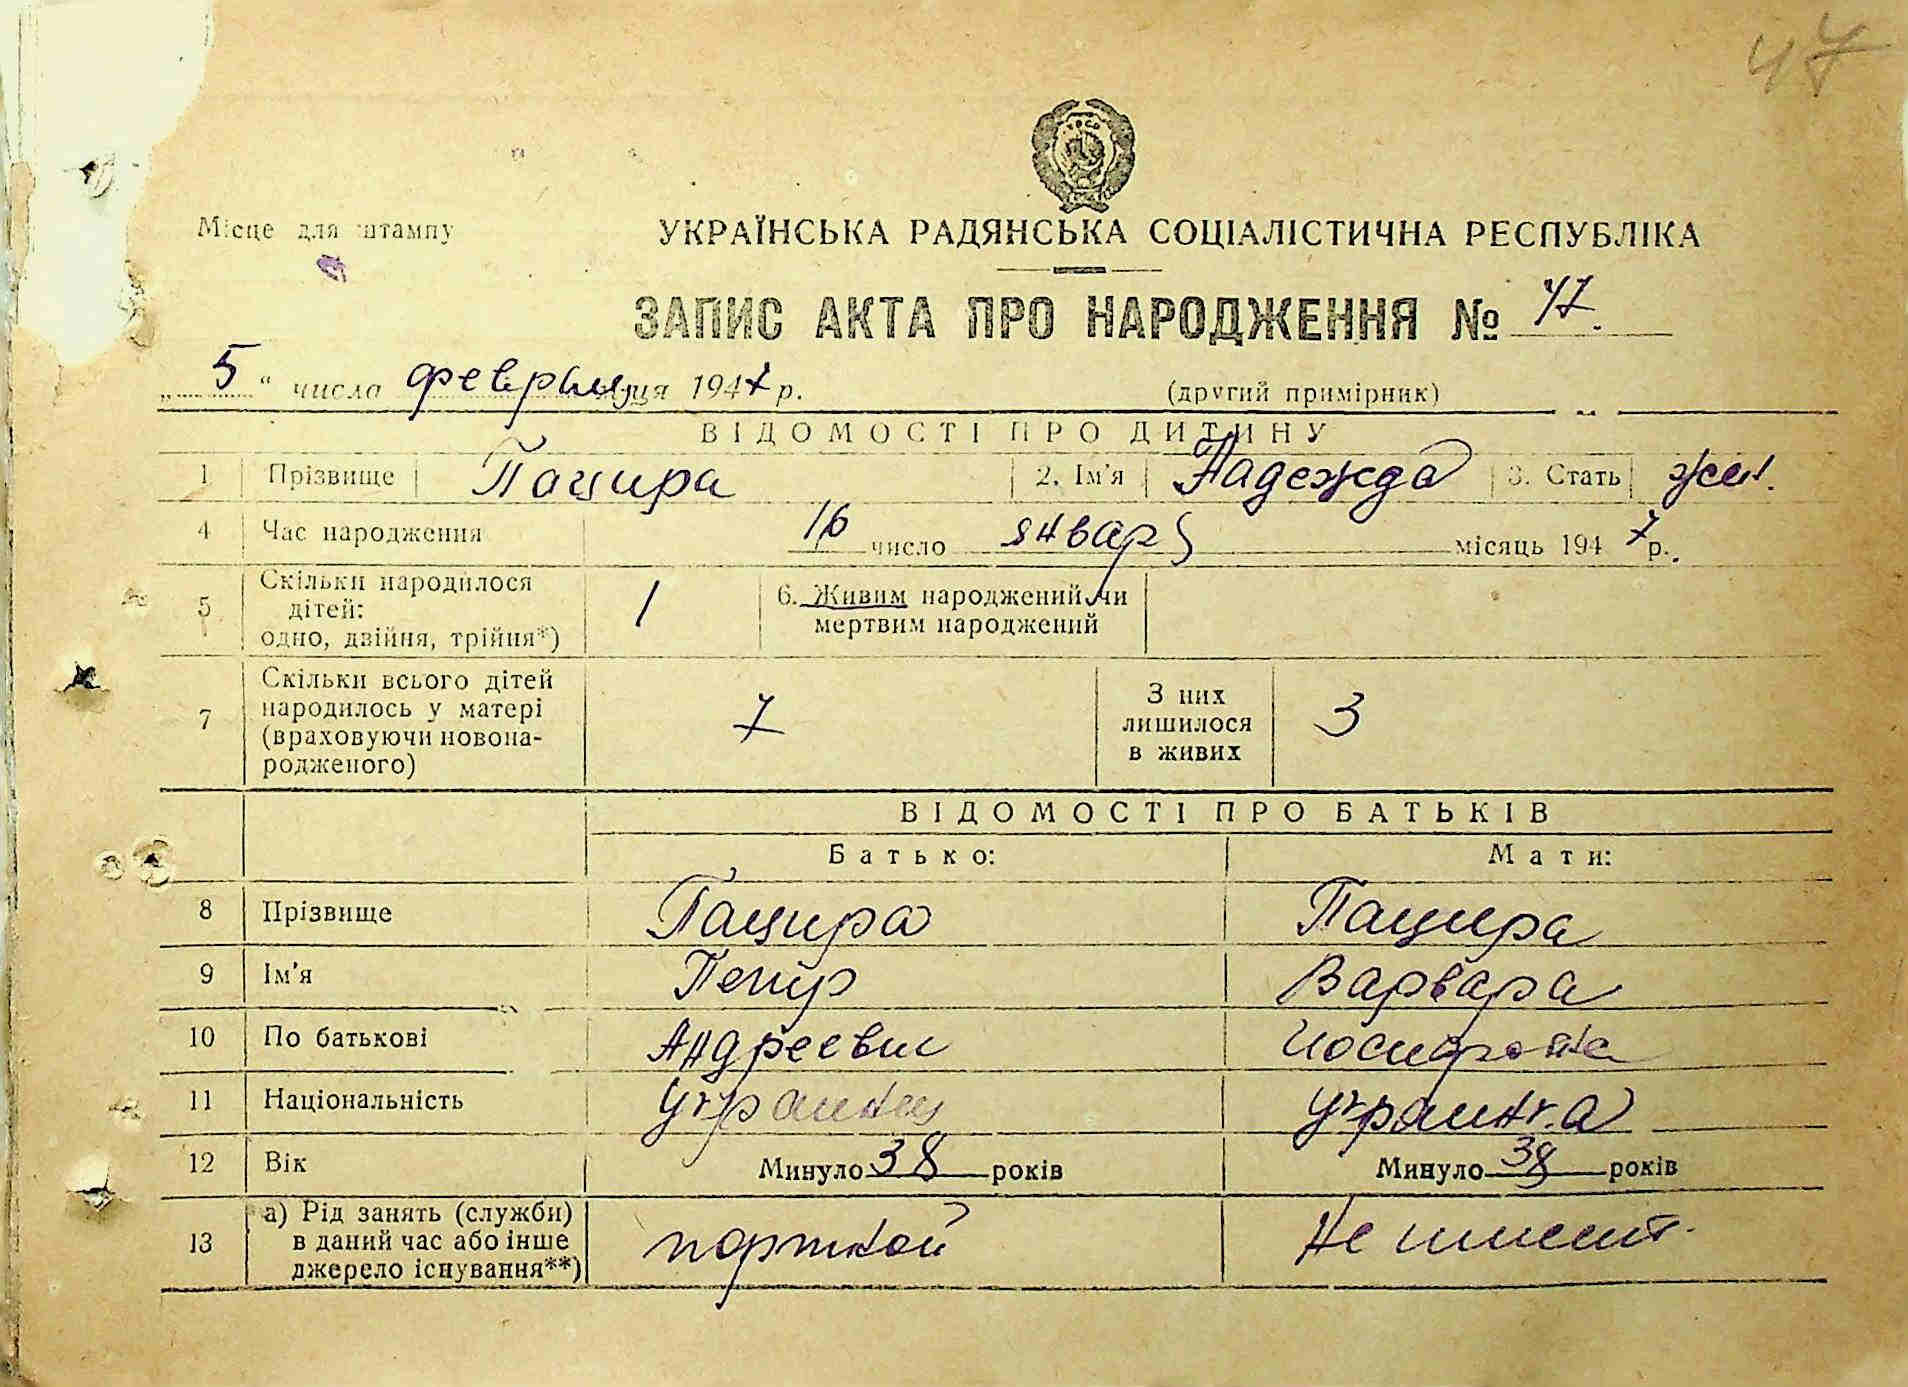 47
Місце для штампу
УКРАЇНСЬКА РАДЯНСЬКА СОЦІАЛІСТИЧНА РЕСПУБЛІКА
ЗАПИС АКТА ПРО НАРОДЖЕННЯ № 47.
„5“ числа февраля місяця 1947 р. (другий примірник)
ВІДОМОСТІ ПРО ДИТИНУ
1 Прізвище Пацира 2. Ім'я Надежда 3. Стать жен.
4 Час народження 16 число января місяць 1947 р.
5 Скільки народилося дітей: одно, двійня, трійня*) 1 6. Живим народжений чи мертвим народжений
7 Скільки всього дітей народилось у матері (враховуючи новонародженого) 7 З них лишилося в живих 3
ВІДОМОСТІ ПРО БАТЬКІВ
Батько: Мати:
8 Прізвище Пацира Пацира
9 Ім'я Петр Варвара
10 По батькові Андреевич Иосифовна
11 Національність украинец украинка
12 Вік Минуло 38 років Минуло 38 років
13 а) Рід занять (служби) в даний час або інше джерело існування**) портной не имеет.